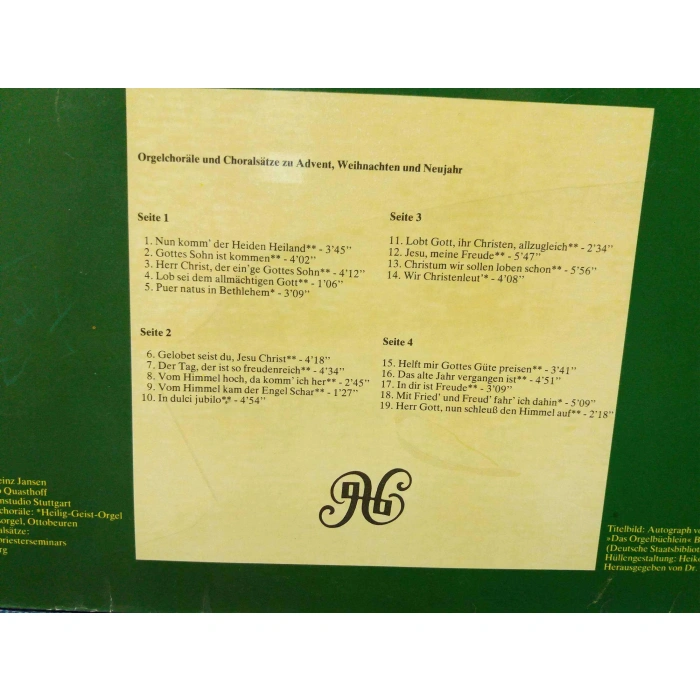 Orgelchoräle und Choralsätze zu Advent, Weihnachten und Neujahr
Seite 1
1. Nun komm' der Heiden Heiland** - 3'45"
2. Gottes Sohn ist kommen** - 4'02"
3. Herr Christ, der ein'ge Gottes Sohn** - 4'12"
4. Lob sei dem allmächtigen Gott** - 1'06"
5. Puer natus in Bethlehem* - 3'09"
Seite 2
6. Gelobet seist du, Jesu Christ** - 4'18"
7. Der Tag, der ist so freudenreich** - 4'34"
8. Vom Himmel hoch, da komm' ich her** - 2'45"
9. Vom Himmel kam der Engel Schar** - 1'27"
10. In dulci jubilo** - 4'54"
Seite 3
11. Lobt Gott, ihr Christen, allzugleich** - 2'34"
12. Jesu, meine Freude** - 5'47"
13. Christum wir sollen loben schon** - 5'56"
14. Wir Christenleut'* - 4'08"
Seite 4
15. Helft mir Gottes Güte preisen** - 3'41"
16. Das alte Jahr vergangen ist** - 4'51"
17. In dir ist Freude** - 3'09"
18. Mit Fried' und Freud' fahr' ich dahin* - 5'09"
19. Herr Gott, nun schleuß den Himmel auf** - 2'18"
inz Jansen
Quasthoff
nstudio Stuttgart
choräle: *Heilig-Geist-Orgel
sorgel, Ottobeuren
alsätze:
priesterseminars
rg
Titelbild: Autograph v
»Das Orgelbüchlein« B
(Deutsche Staatsbibliot
Hüllengestaltung: Heik
Herausgegeben von Dr.